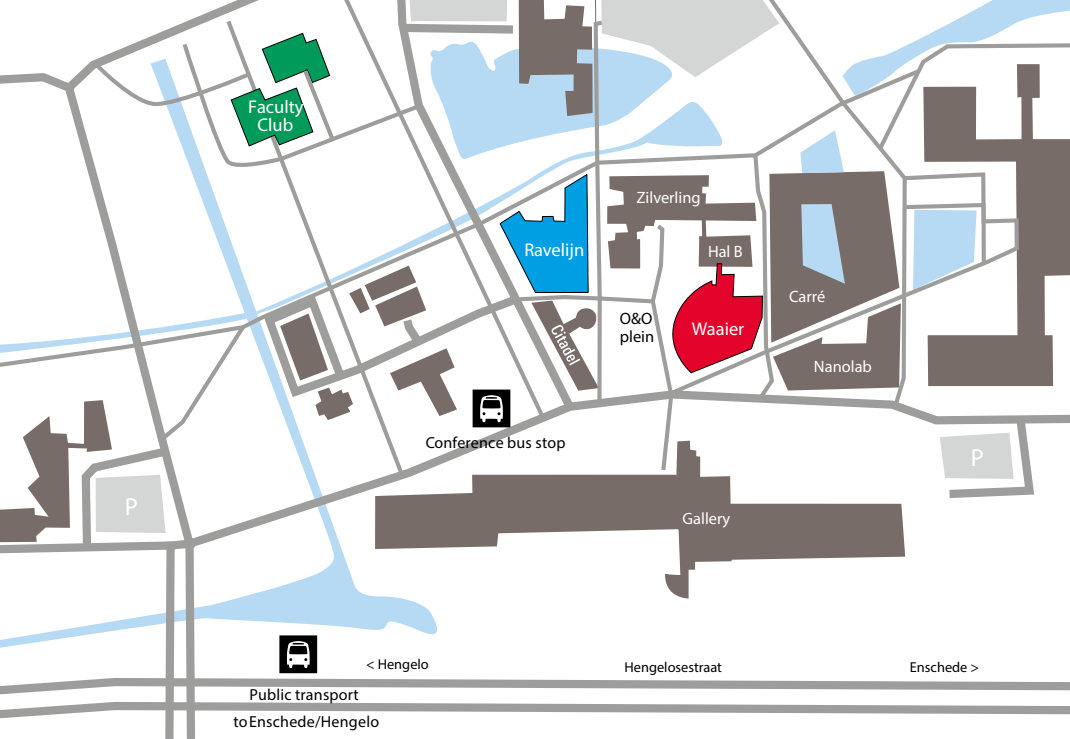 Faculty
Club
Zilverling
Ravelijn
Hal B
Carré
O&O
plein
Waaier
Citadel
Nanolab
Conference bus stop
P
P
Gallery
< Hengelo
Hengelosestraat
Enschede >
Public transport
to Enschede/Hengelo